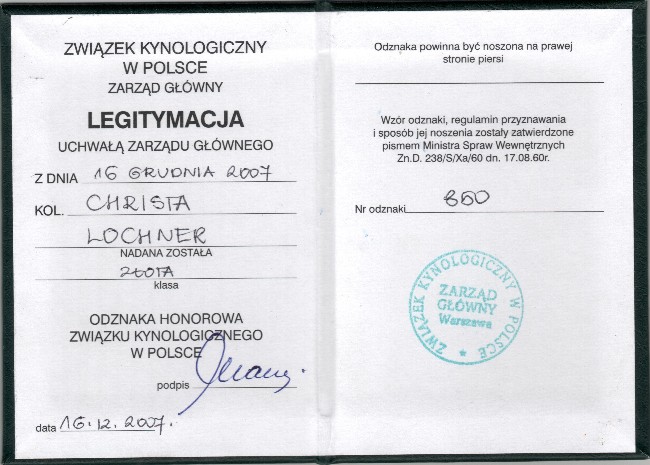 ZWIĄZEK KYNOLOGICZNY
W POLSCE
ZARZĄD GŁÓWNY
LEGITYMACJA
UCHWAŁĄ ZARZĄDU GŁÓWNEGO
Z DNIA 16 GRUDNIA 2007
KOL. CHRISTA
LOCHNER
NADANA ZOSTAŁA
ZŁOTA
klasa
ODZNAKA HONOROWA
ZWIĄZKU KYNOLOGICZNEGO
W POLSCE
podpis
data 16.12.2007.
Odznaka powinna być noszona na prawej
stronie piersi
Wzór odznaki, regulamin przyznawania
i sposób jej noszenia zostały zatwierdzone
pismem Ministra Spraw Wewnętrznych
Zn.D. 238/S/Xa/60 dn. 17.08.60r.
Nr odznaki 860
ZWIĄZEK KYNOLOGICZNY W POLSCE
ZARZĄD
GŁÓWNY
Warszawa